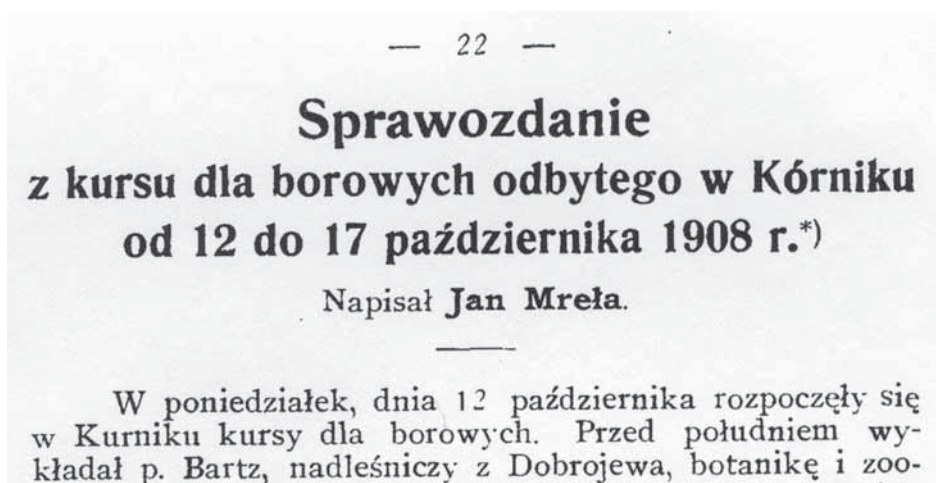 — 22 —
Sprawozdanie
z kursu dla borowych odbytego w Kórniku
od 12 do 17 października 1908 r.*)
Napisał Jan Mreła.
W poniedziałek, dnia 12 października rozpoczęły się
w Kurniku kursy dla borowych. Przed południem wy-
kładał p. Bartz, nadleśniczy z Dobrojewa, botanikę i zoo-